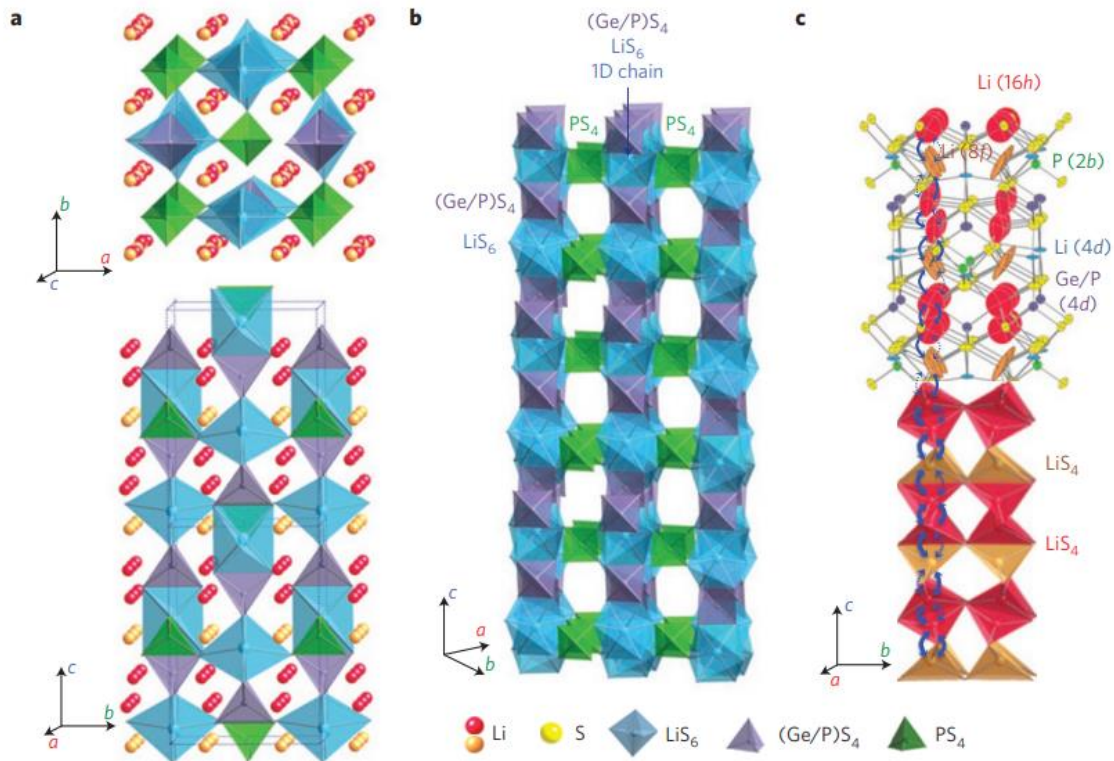 a
b
a
c
c
b
a
b
(Ge/P)S₄
LiS₆
1D chain
PS₄
PS₄
(Ge/P)S₄
LiS₆
c
a
b
c
Li (16h)
Li (8f)
P (2b)
Li (4d)
Ge/P
(4d)
LiS₄
LiS₄
c
b
a
Li
S
LiS₆
(Ge/P)S₄
PS₄